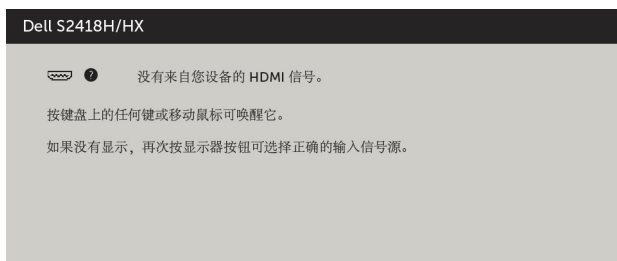 Dell S2418H/HX
? 没有来自您设备的 HDMI 信号。
按键盘上的任何键或移动鼠标可唤醒它。
如果没有显示，再次按显示器按钮可选择正确的输入信号源。